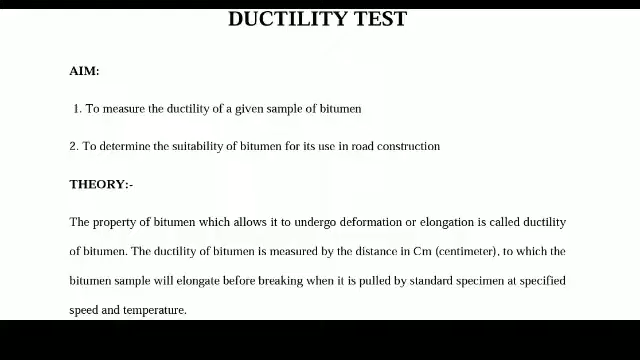 DUCTILITY TEST
AIM:
1. To measure the ductility of a given sample of bitumen
2. To determine the suitability of bitumen for its use in road construction
THEORY:-
The property of bitumen which allows it to undergo deformation or elongation is called ductility
of bitumen. The ductility of bitumen is measured by the distance in Cm (centimeter), to which the
bitumen sample will elongate before breaking when it is pulled by standard specimen at specified
speed and temperature.